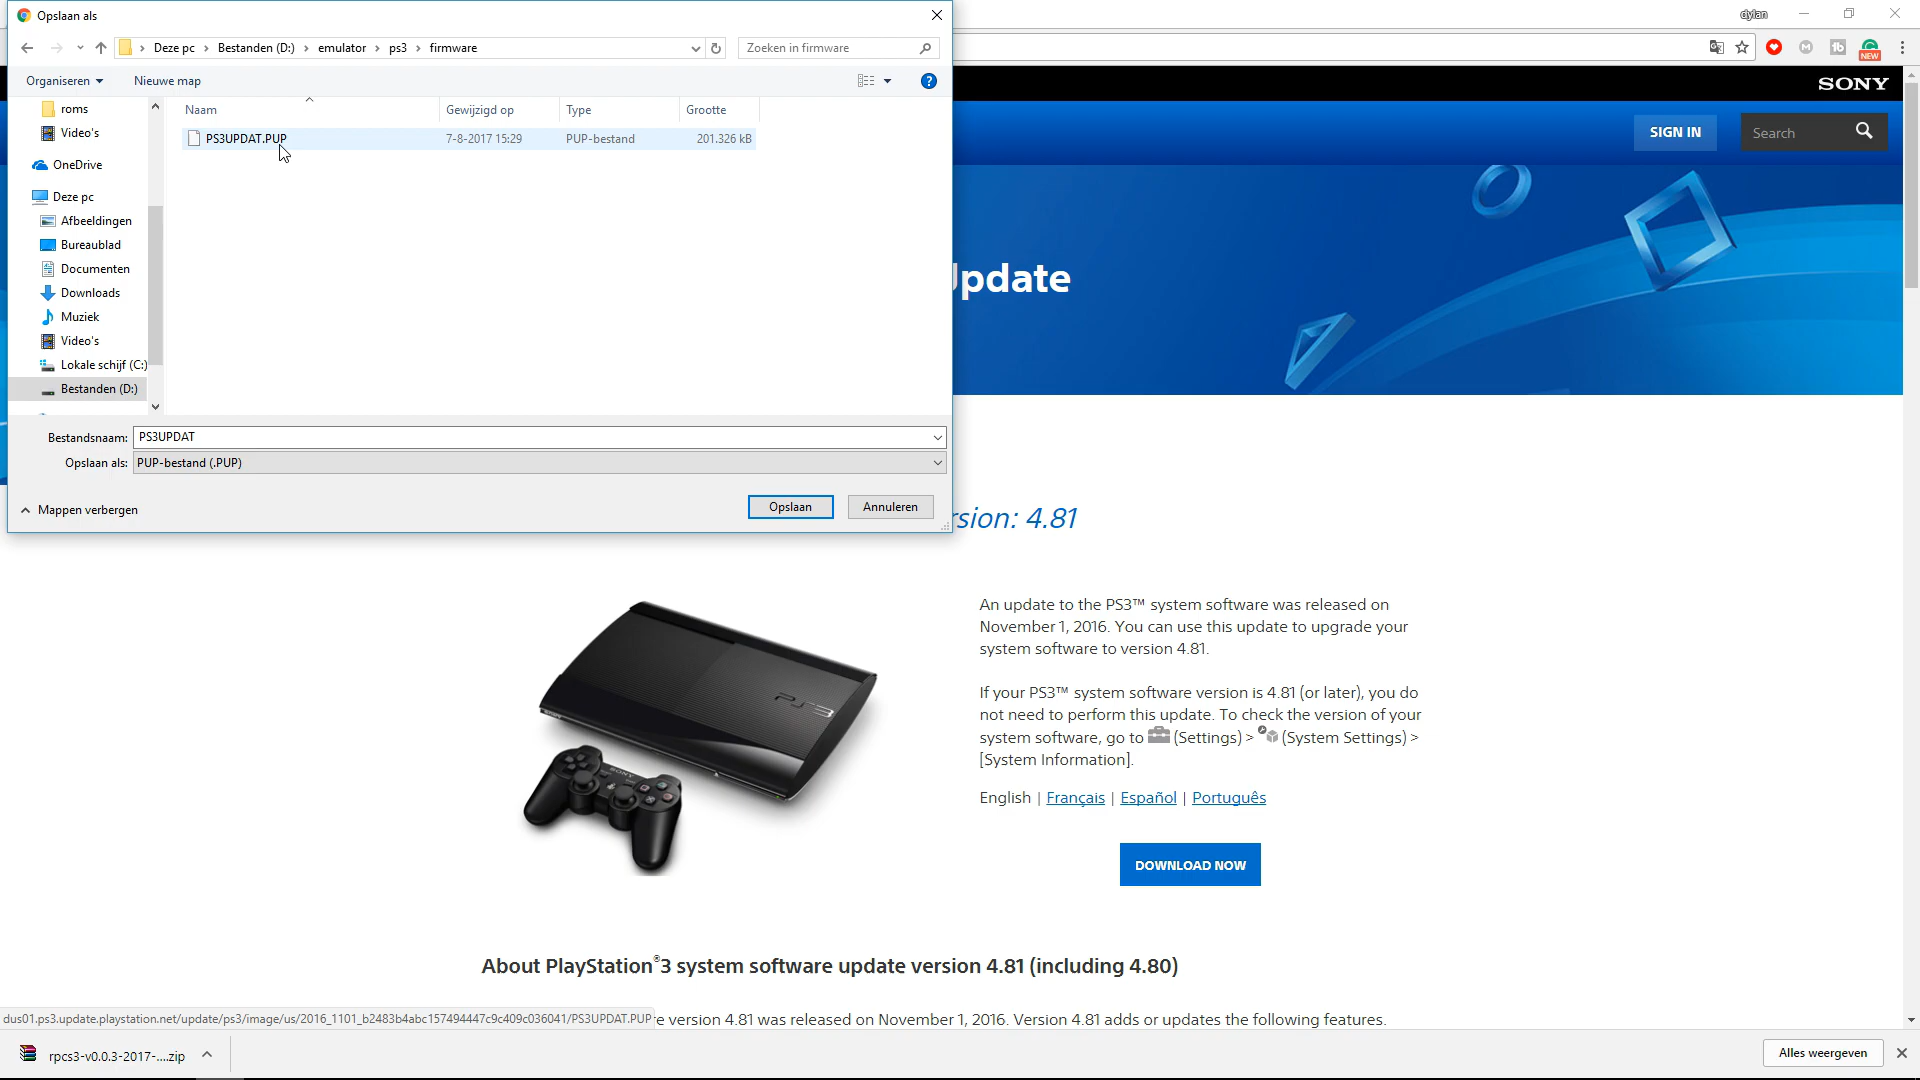 Opslaan als
dylan
Deze pc
Bestanden (D:)
emulator
ps3
firmware
Zoeken in firmware
Organiseren
Nieuwe map
NEW
SONY
roms
Video's
OneDrive
Deze pc
Afbeeldingen
Bureaublad
Documenten
Downloads
Muziek
Video's
Lokale schijf (C:)
Bestanden (D:)
Naam
Gewijzigd op
Type
Grootte
PS3UPDAT.PUP
7-8-2017 15:29
PUP-bestand
201.326 kB
SIGN IN
Search
pdate
Bestandsnaam:
PS3UPDAT
Opslaan als:
PUP-bestand (.PUP)
Mappen verbergen
Opslaan
Annuleren
rsion: 4.81
PS3
SONY
An update to the PS3™ system software was released on
November 1, 2016. You can use this update to upgrade your
system software to version 4.81.
If your PS3™ system software version is 4.81 (or later), you do
not need to perform this update. To check the version of your
system software, go to (Settings) > (System Settings) >
[System Information].
English | Français | Español | Português
DOWNLOAD NOW
About PlayStation®3 system software update version 4.81 (including 4.80)
dus01.ps3.update.playstation.net/update/ps3/image/us/2016_1101_b2483b4abc157494447c9c409c036041/PS3UPDAT.PUP
e version 4.81 was released on November 1, 2016. Version 4.81 adds or updates the following features.
rpcs3-v0.0.3-2017-....zip
Alles weergeven